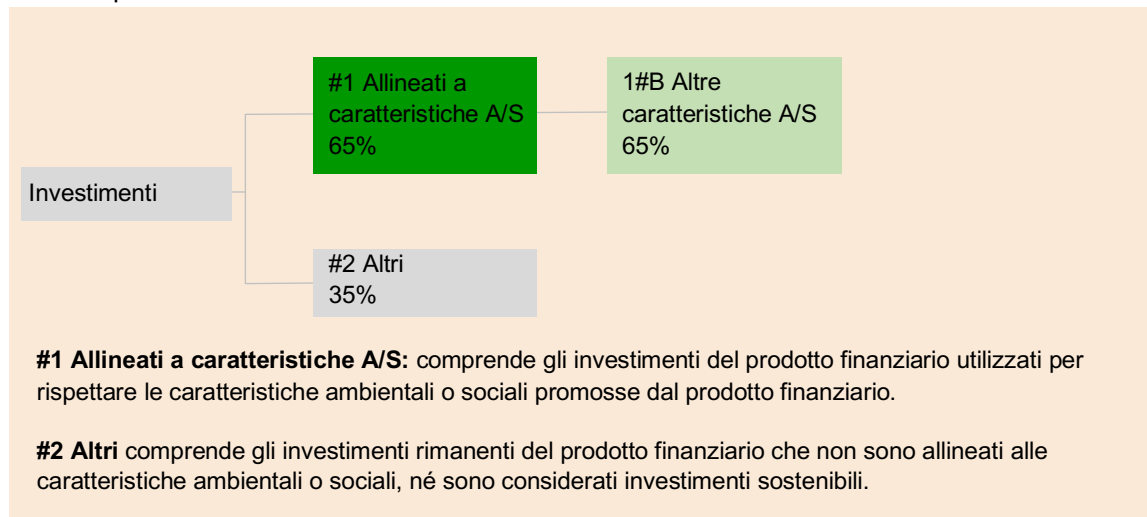 #1 Allineati a
caratteristiche A/S
65%
1#B Altre
caratteristiche A/S
65%
Investimenti
#2 Altri
35%
#1 Allineati a caratteristiche A/S: comprende gli investimenti del prodotto finanziario utilizzati per
rispettare le caratteristiche ambientali o sociali promosse dal prodotto finanziario.
#2 Altri comprende gli investimenti rimanenti del prodotto finanziario che non sono allineati alle
caratteristiche ambientali o sociali, né sono considerati investimenti sostenibili.